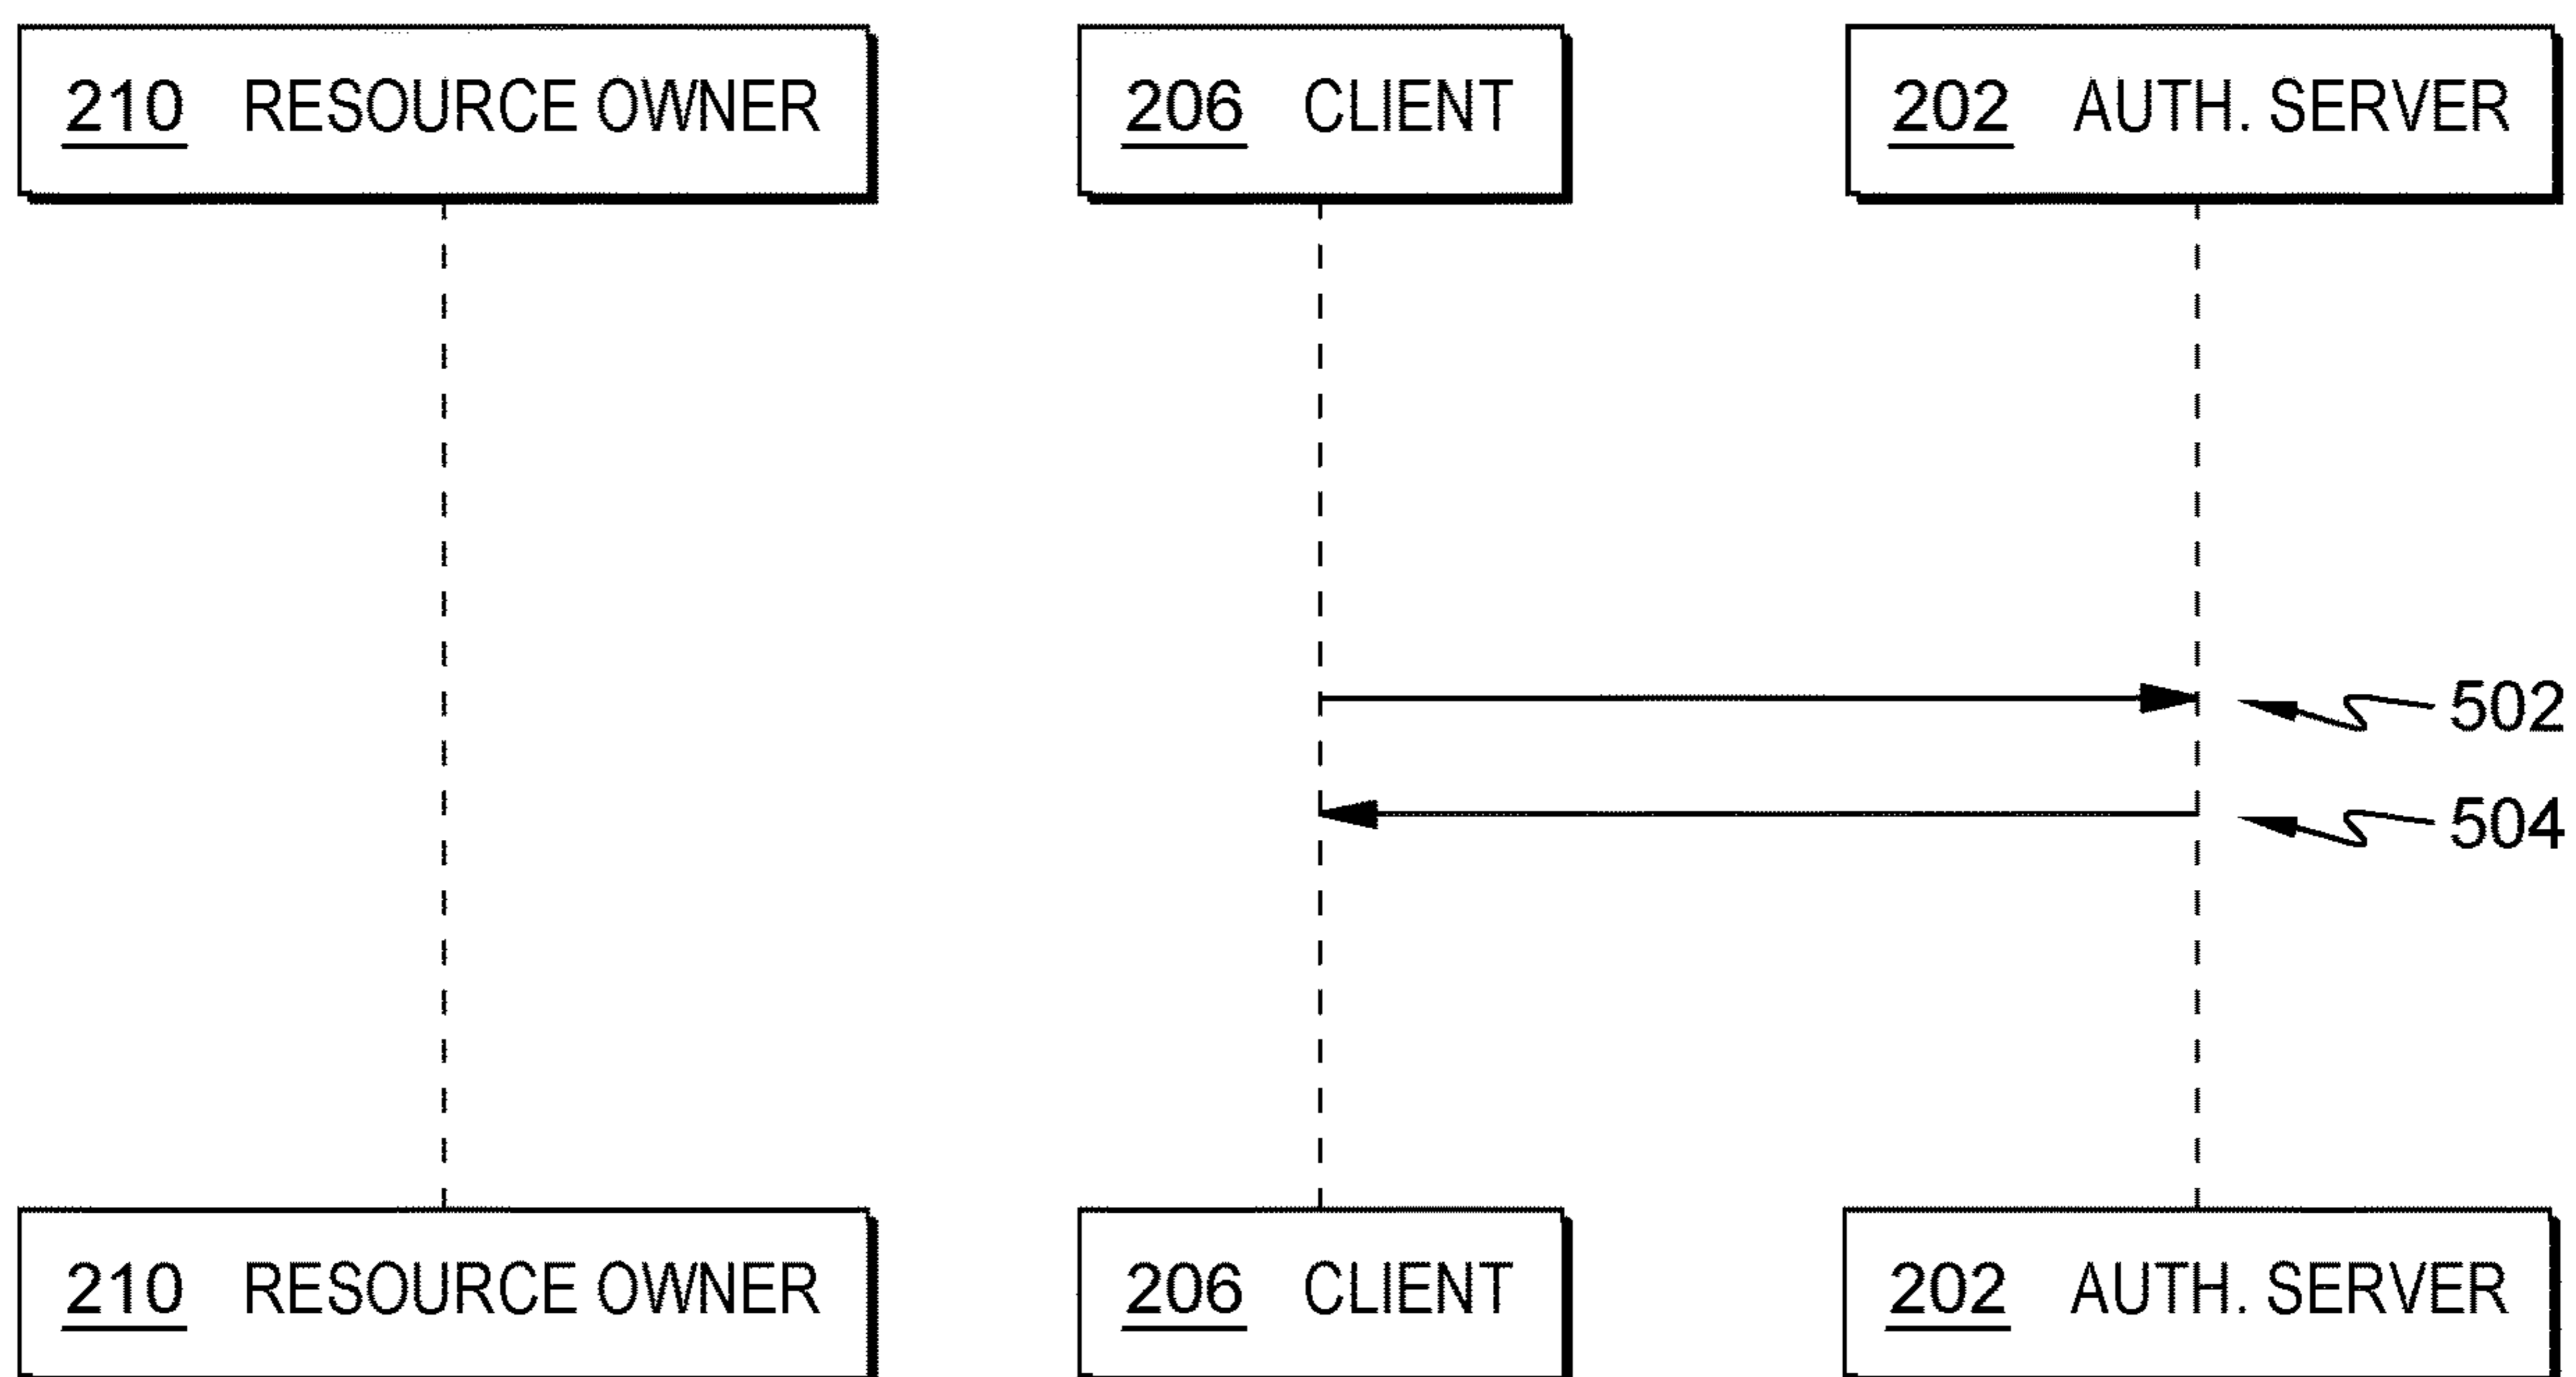 210 RESOURCE OWNER
206 CLIENT
202 AUTH. SERVER
502
504
210 RESOURCE OWNER
206 CLIENT
202 AUTH. SERVER